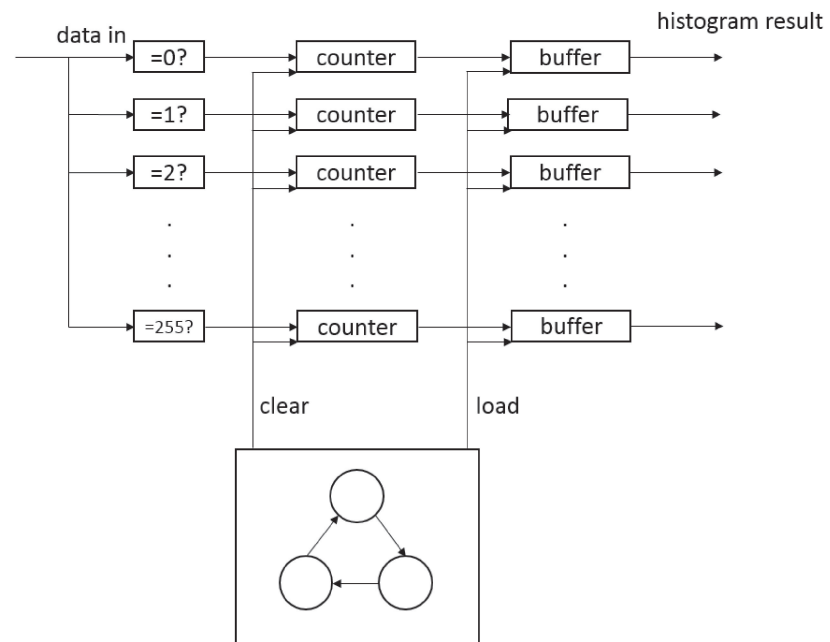 histogram result
data in
=0? counter buffer
=1? counter buffer
=2? counter buffer
. . .
. . .
. . .
=255? counter buffer
clear load